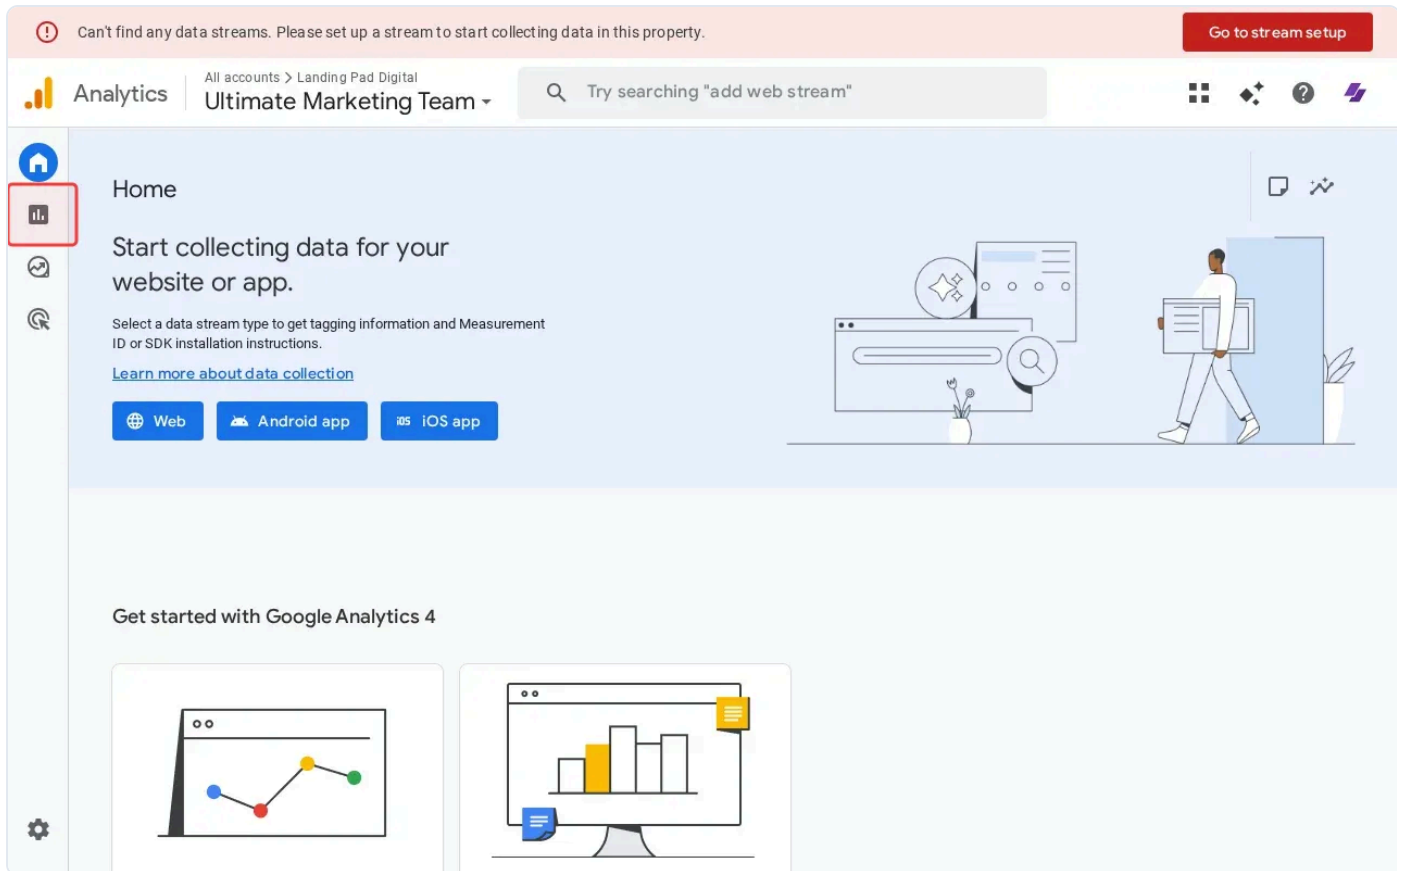 Can't find any data streams. Please set up a stream to start collecting data in this property.
Go to stream setup
Analytics
All accounts > Landing Pad Digital
Ultimate Marketing Team
Try searching "add web stream"
Home
Start collecting data for your
website or app.
Select a data stream type to get tagging information and Measurement
ID or SDK installation instructions.
Learn more about data collection
Web
Android app
iOS iOS app
Get started with Google Analytics 4